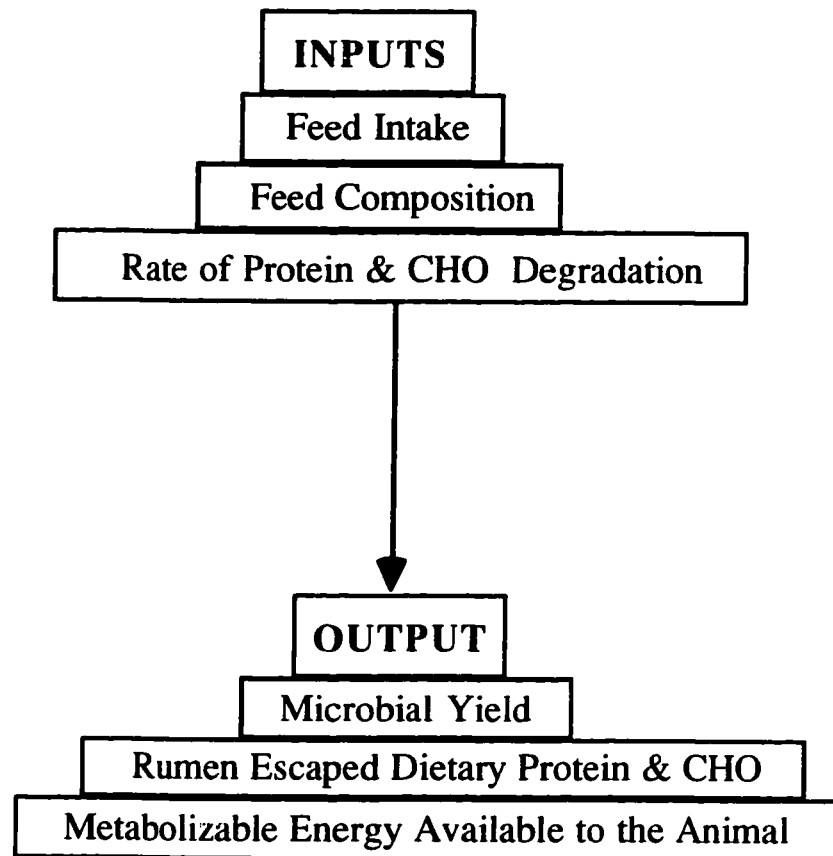 INPUTS
Feed Intake
Feed Composition
Rate of Protein & CHO Degradation
OUTPUT
Microbial Yield
Rumen Escaped Dietary Protein & CHO
Metabolizable Energy Available to the Animal